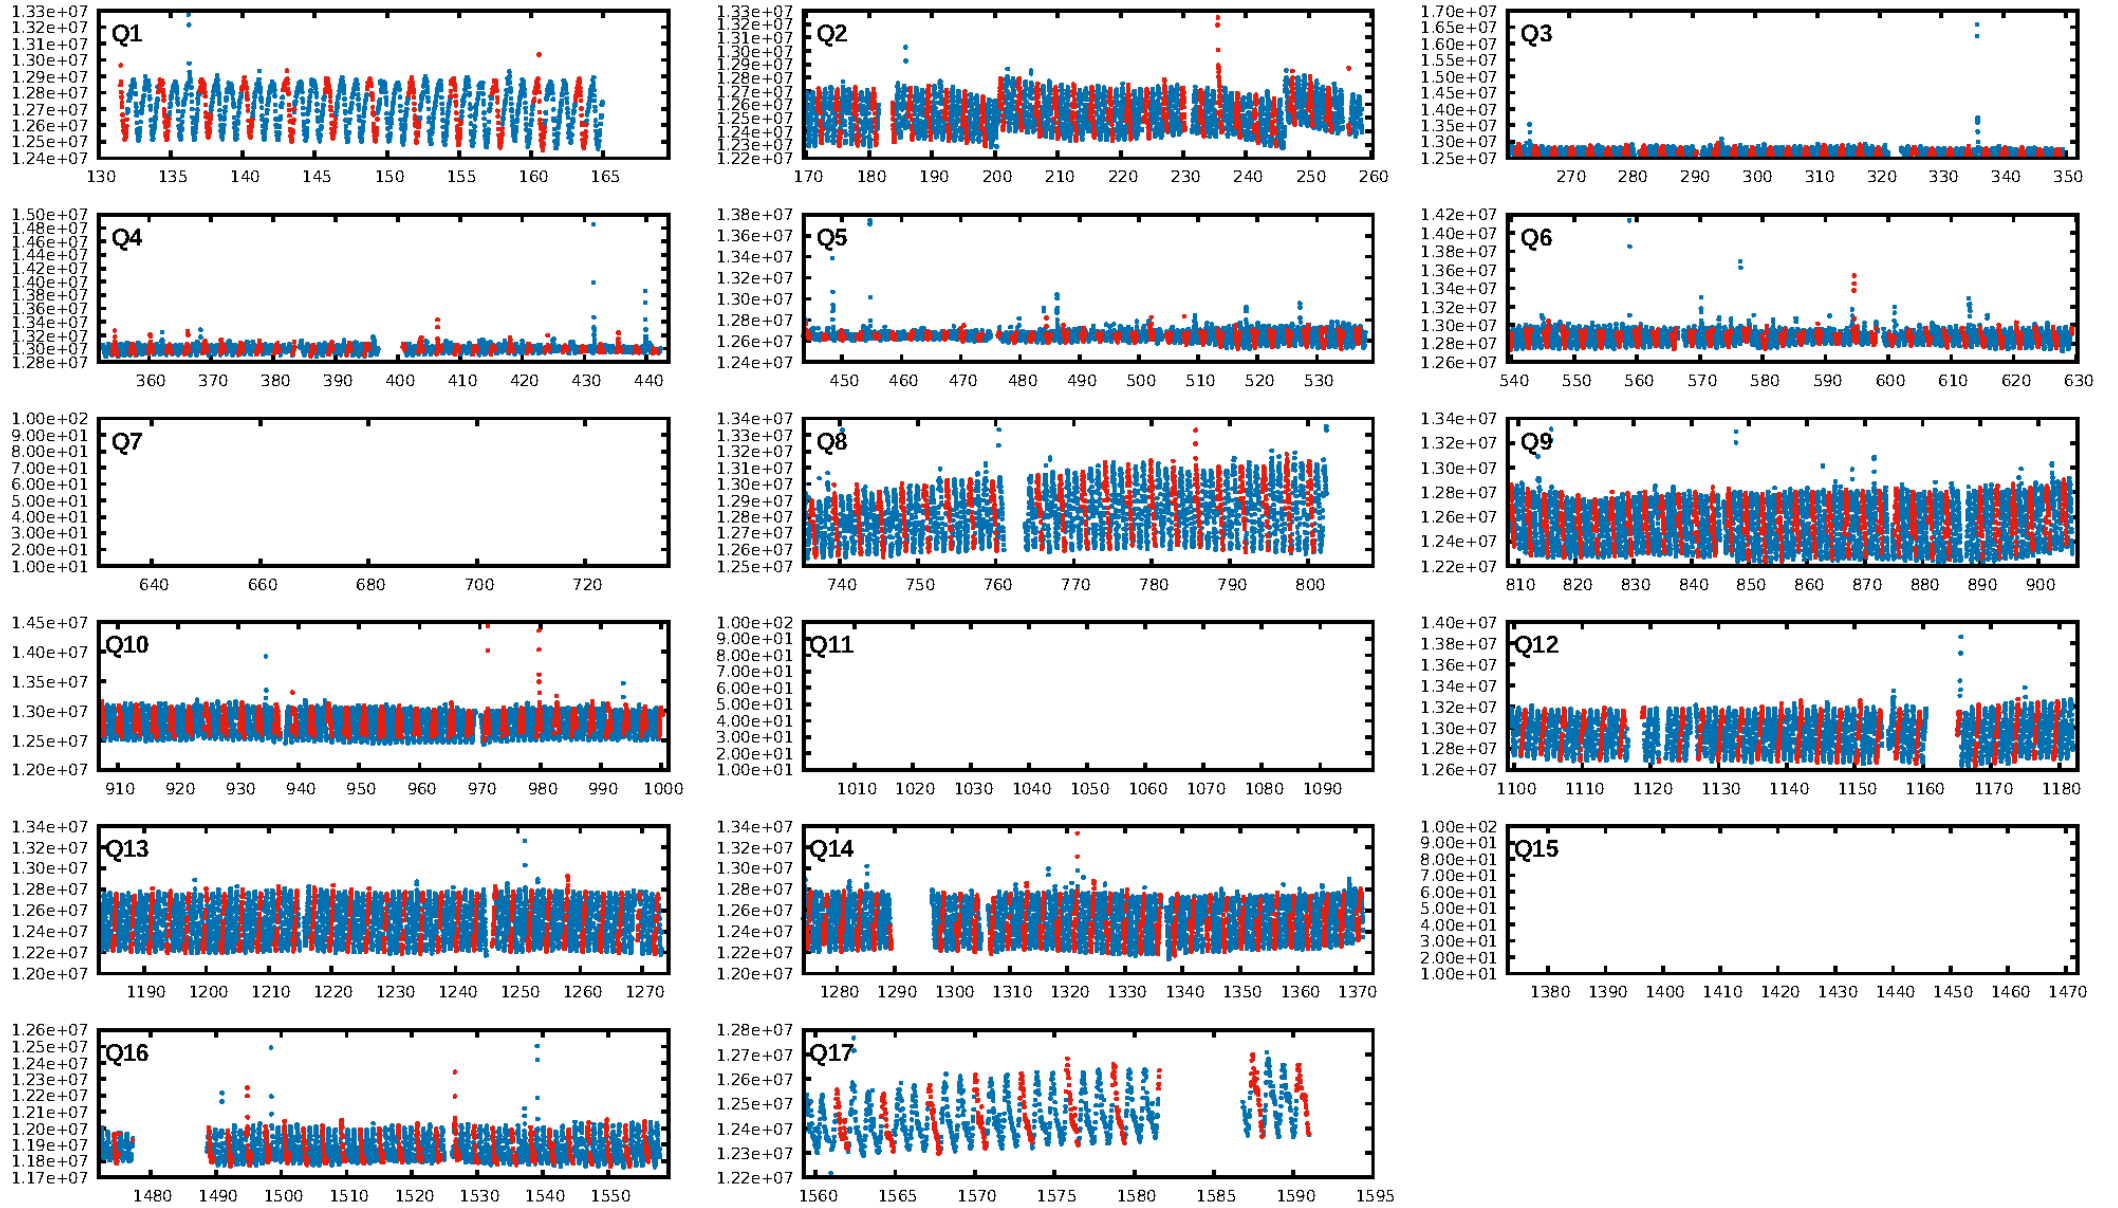 1.33e+07
1.32e+07
1.31e+07
1.30e+07
1.29e+07
1.28e+07
1.27e+07
1.26e+07
1.25e+07
1.24e+07
Q1
130 135 140 145 150 155 160 165
1.33e+07
1.32e+07
1.31e+07
1.30e+07
1.29e+07
1.28e+07
1.27e+07
1.26e+07
1.25e+07
1.24e+07
1.23e+07
1.22e+07
Q2
170 180 190 200 210 220 230 240 250 260
1.70e+07
1.65e+07
1.60e+07
1.55e+07
1.50e+07
1.45e+07
1.40e+07
1.35e+07
1.30e+07
1.25e+07
Q3
270 280 290 300 310 320 330 340 350
1.50e+07
1.48e+07
1.46e+07
1.44e+07
1.42e+07
1.40e+07
1.38e+07
1.36e+07
1.34e+07
1.32e+07
1.30e+07
1.28e+07
Q4
360 370 380 390 400 410 420 430 440
1.38e+07
1.36e+07
1.34e+07
1.32e+07
1.30e+07
1.28e+07
1.26e+07
1.24e+07
Q5
450 460 470 480 490 500 510 520 530
1.42e+07
1.40e+07
1.38e+07
1.36e+07
1.34e+07
1.32e+07
1.30e+07
1.28e+07
1.26e+07
Q6
540 550 560 570 580 590 600 610 620 630
1.00e+02
9.00e+01
8.00e+01
7.00e+01
6.00e+01
5.00e+01
4.00e+01
3.00e+01
2.00e+01
1.00e+01
Q7
640 660 680 700 720
1.34e+07
1.33e+07
1.32e+07
1.31e+07
1.30e+07
1.29e+07
1.28e+07
1.27e+07
1.26e+07
1.25e+07
Q8
740 750 760 770 780 790 800
1.34e+07
1.32e+07
1.30e+07
1.28e+07
1.26e+07
1.24e+07
1.22e+07
Q9
810 820 830 840 850 860 870 880 890 900
1.45e+07
1.40e+07
1.35e+07
1.30e+07
1.25e+07
1.20e+07
Q10
910 920 930 940 950 960 970 980 990 1000
1.00e+02
9.00e+01
8.00e+01
7.00e+01
6.00e+01
5.00e+01
4.00e+01
3.00e+01
2.00e+01
1.00e+01
Q11
1010 1020 1030 1040 1050 1060 1070 1080 1090
1.40e+07
1.38e+07
1.36e+07
1.34e+07
1.32e+07
1.30e+07
1.28e+07
1.26e+07
Q12
1100 1110 1120 1130 1140 1150 1160 1170 1180
1.34e+07
1.32e+07
1.30e+07
1.28e+07
1.26e+07
1.24e+07
1.22e+07
1.20e+07
Q13
1190 1200 1210 1220 1230 1240 1250 1260 1270
1.34e+07
1.32e+07
1.30e+07
1.28e+07
1.26e+07
1.24e+07
1.22e+07
1.20e+07
Q14
1280 1290 1300 1310 1320 1330 1340 1350 1360 1370
1.00e+02
9.00e+01
8.00e+01
7.00e+01
6.00e+01
5.00e+01
4.00e+01
3.00e+01
2.00e+01
1.00e+01
Q15
1380 1390 1400 1410 1420 1430 1440 1450 1460 1470
1.26e+07
1.25e+07
1.24e+07
1.23e+07
1.22e+07
1.21e+07
1.20e+07
1.19e+07
1.18e+07
1.17e+07
Q16
1480 1490 1500 1510 1520 1530 1540 1550
1.28e+07
1.27e+07
1.26e+07
1.25e+07
1.24e+07
1.23e+07
1.22e+07
Q17
1560 1565 1570 1575 1580 1585 1590 1595